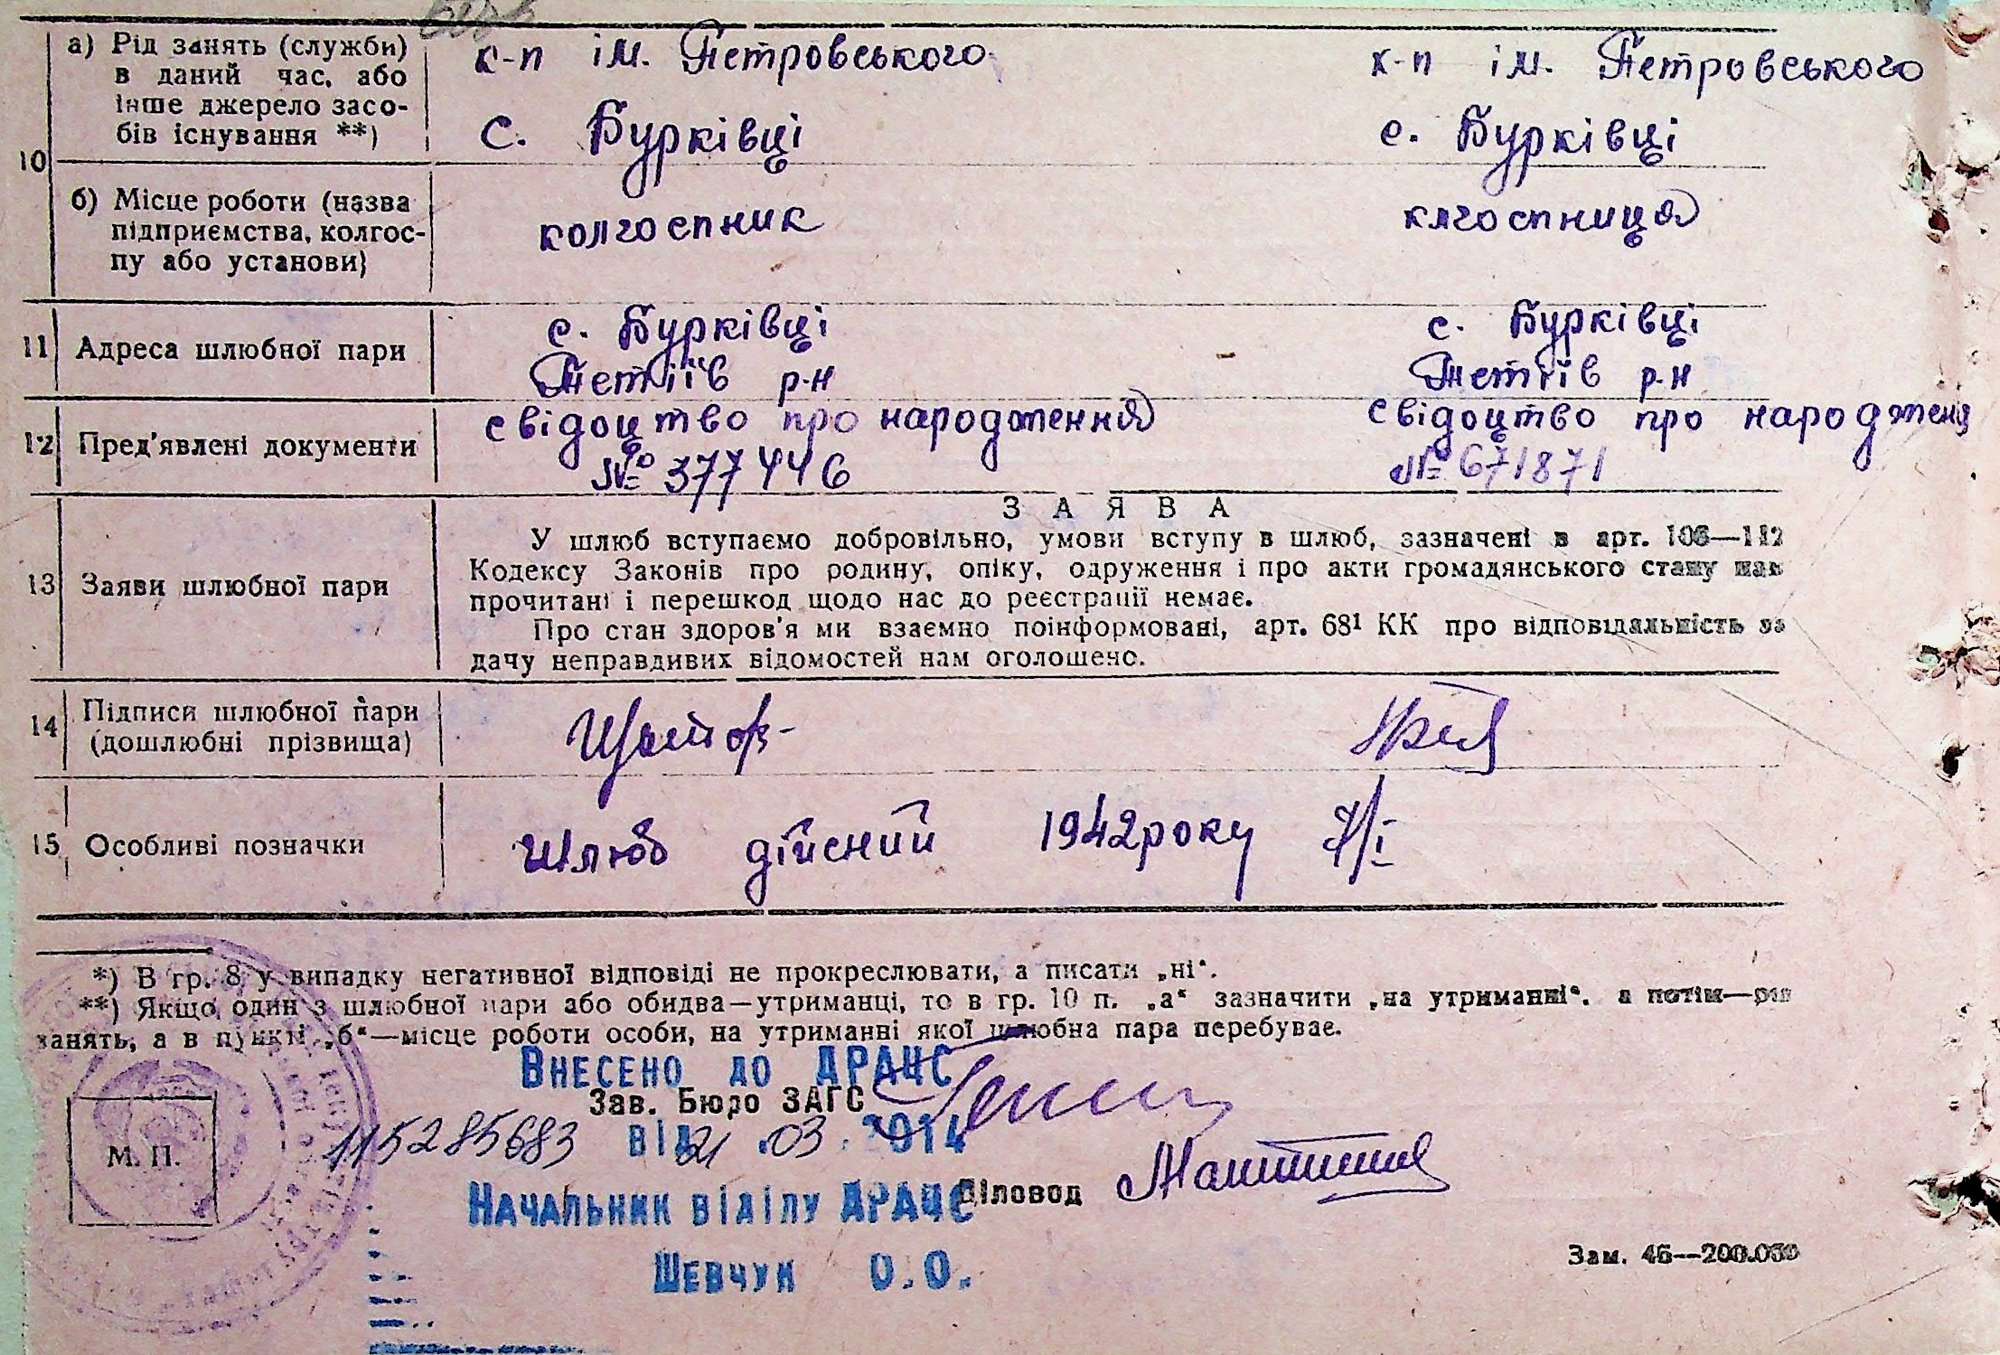 а) Рід занять (служби) к-п ім. Петровського к-п ім. Петровського
в даний час, або
інше джерело засо-
бів існування **) с. Бурківці с. Бурківці
10
б) Місце роботи (назва
підприємства, колгос- колгоспник клгоспниця
пу або установи)
с. Бурківці с. Бурківці
11 Адреса шлюбної пари
Тетіїв р-н Тетіїв р-н
свідоцтво про народження свідоцтво про народженя
12 Пред'явлені документи
№ 377446 № 671871
ЗАЯВА
У шлюб вступаємо добровільно, умови вступу в шлюб, зазначені в арт. 106—112
13 Заяви шлюбної пари Кодексу Законів про родину, опіку, одруження і про акти громадянського стану нам
прочитані і перешкод щодо нас до реєстрації немає.
Про стан здоров'я ми взаємно поінформовані, арт. 68¹ КК про відповідальність за
дачу неправдивих відомостей нам оголошено.
14 Підписи шлюбної пари
(дошлюбні прізвища)
15 Особливі позначки Шлюб дійсний 1942 року 7/I
*) В гр. 8 у випадку негативної відповіді не прокреслювати, а писати „ні“.
**) Якщо один з шлюбної пари або обидва—утриманці, то в гр. 10 п. „а“ зазначити „на утриманні“, а потім—рід
занять, а в пункті „б“—місце роботи особи, на утриманні якої шлюбна пара перебуває.
Внесено до ДРАЦС
Зав. Бюро ЗАГС
115285683 від 21.03.2014
М. П.
Діловод
Начальник відділу ДРАЦС
Шевчук О.О.
Зам. 46—200.000